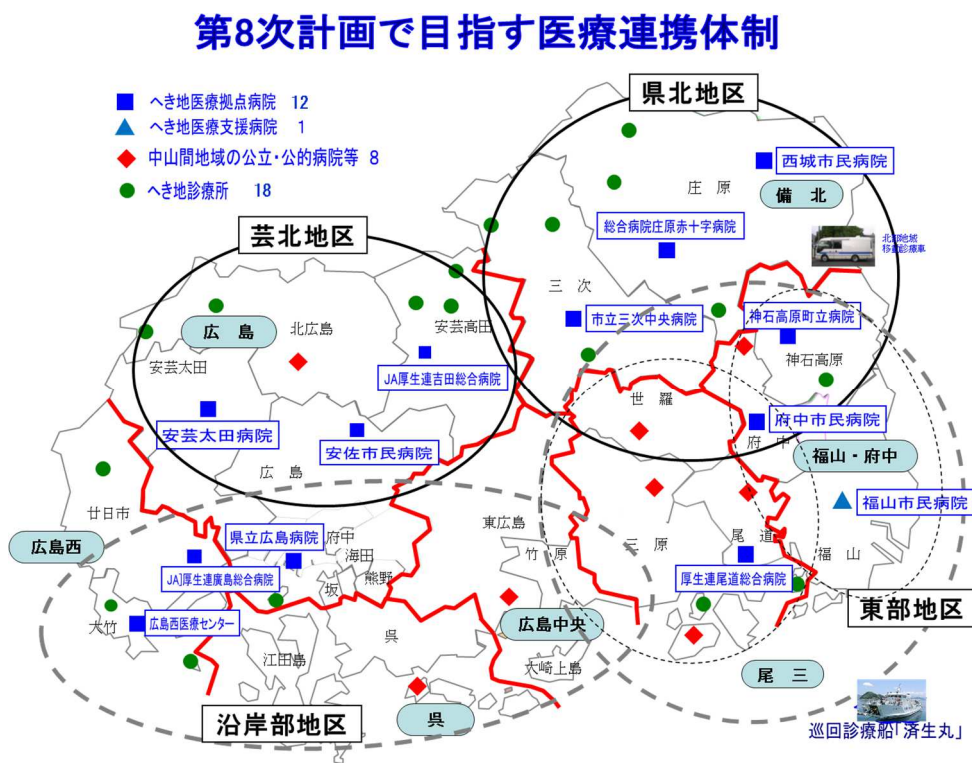 第8次計画で目指す医療連携体制
へき地医療拠点病院 12
へき地医療支援病院 1
中山間地域の公立・公的病院等 8
へき地診療所 18
県北地区
西城市民病院
庄原
備北
総合病院庄原赤十字病院
北部地域
移動診療車
芸北地区
三次
市立三次中央病院
神石高原町立病院
神石高原
広島
北広島
安芸高田
安芸太田
JA厚生連吉田総合病院
世羅
安芸太田病院
安佐市民病院
府中市民病院
府中
広島
福山・府中
福山市民病院
廿日市
広島西
県立広島病院
府中
海田
東広島
竹原
三原
尾道
福山
JA厚生連廣島総合病院
坂
熊野
厚生連尾道総合病院
東部地区
大竹
広島西医療センター
江田島
呉
広島中央
大崎上島
尾三
沿岸部地区
呉
巡回診療船「済生丸」